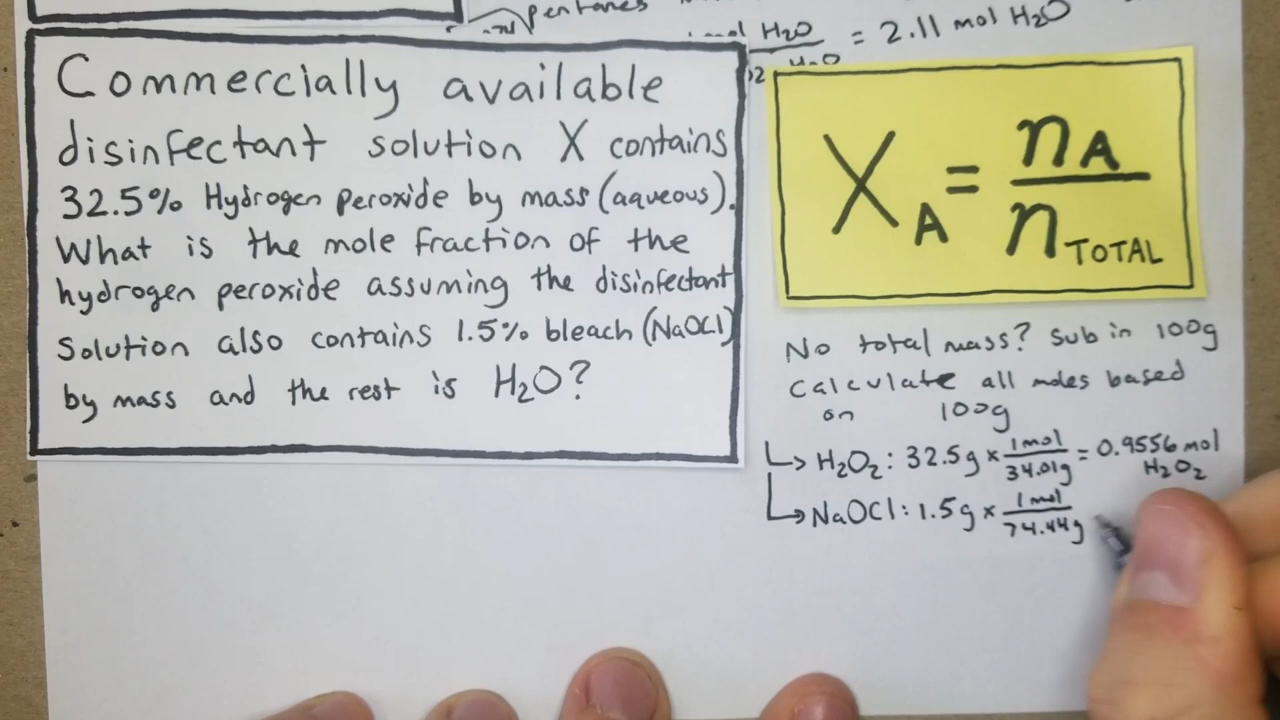 pentanes
H₂O = 2.11 mol H₂O
Commercially available
disinfectant solution X contains
32.5% Hydrogen peroxide by mass (aqueous).
What is the mole fraction of the
hydrogen peroxide assuming the disinfectant
solution also contains 1.5% bleach (NaOCl)
by mass and the rest is H₂O?
X_A = n_A / n_TOTAL
No total mass? Sub in 100g
Calculate all moles based
on 100g
↳ H₂O₂: 32.5g × 1mol / 34.01g = 0.9556 mol
H₂O₂
↳ NaOCl: 1.5g × 1mol / 74.44g